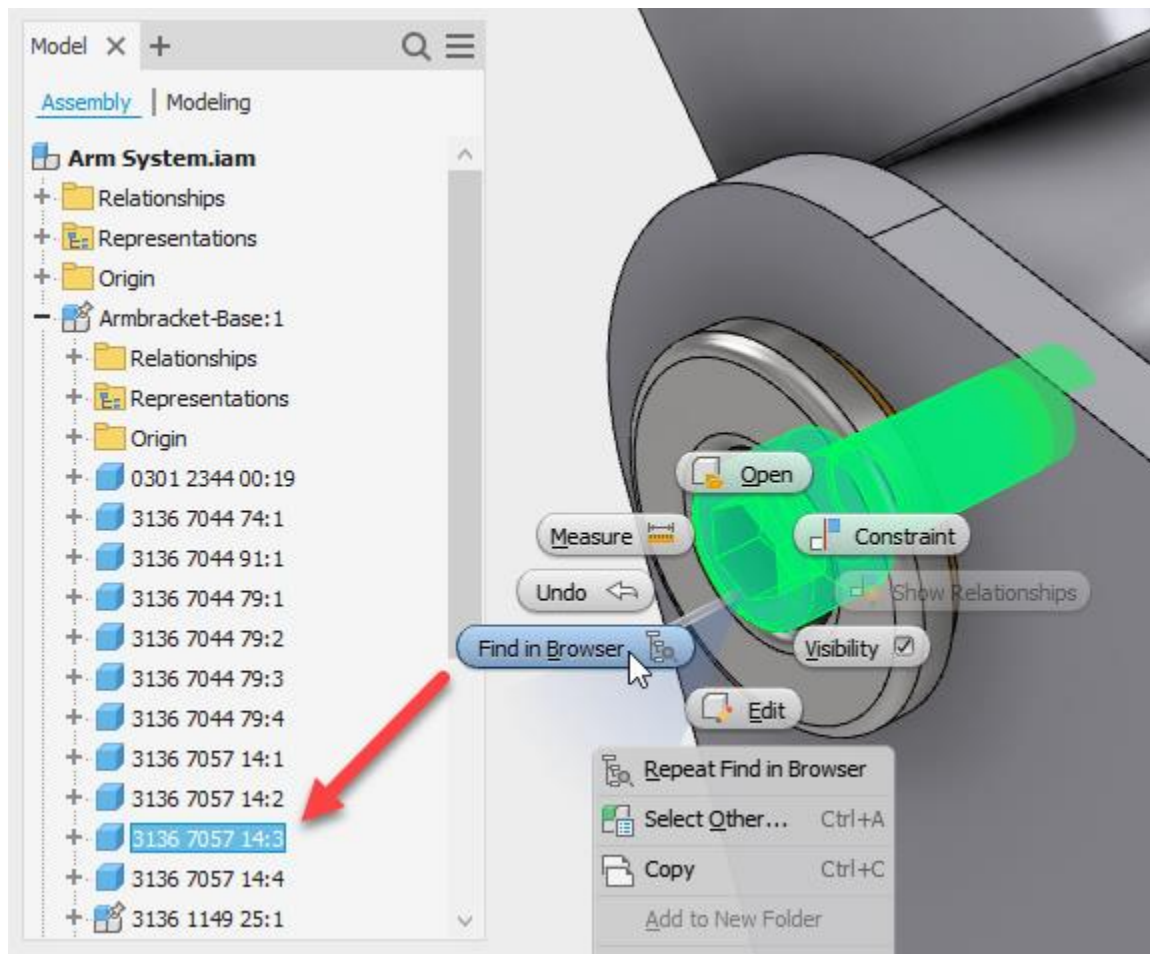 Model
Assembly | Modeling
Arm System.iam
Relationships
Representations
Origin
Armbracket-Base:1
Relationships
Representations
Origin
0301 2344 00:19
3136 7044 74:1
3136 7044 91:1
3136 7044 79:1
3136 7044 79:2
3136 7044 79:3
3136 7044 79:4
3136 7057 14:1
3136 7057 14:2
3136 7057 14:3
3136 7057 14:4
3136 1149 25:1
Open
Measure
Constraint
Undo
Show Relationships
Find in Browser
Visibility
Edit
Repeat Find in Browser
Select Other... Ctrl+A
Copy Ctrl+C
Add to New Folder